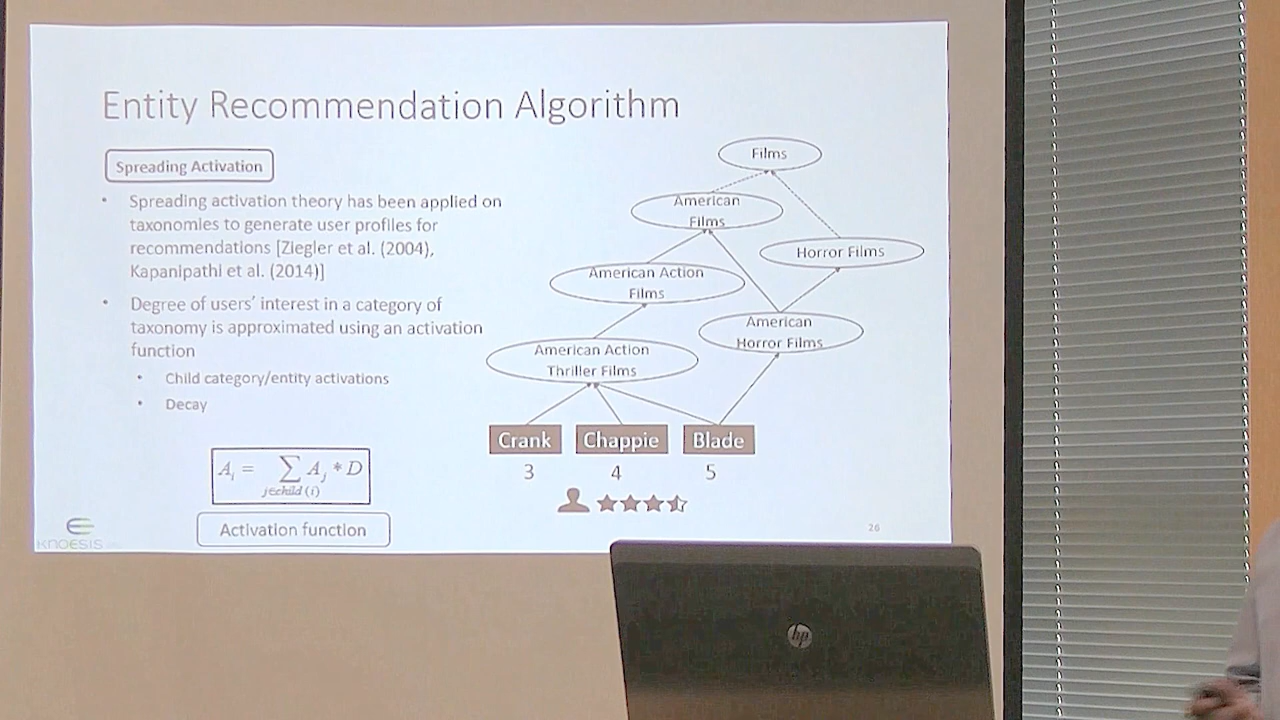 Entity Recommendation Algorithm
Spreading Activation
• Spreading activation theory has been applied on
taxonomies to generate user profiles for
recommendations [Ziegler et al. (2004),
Kapanipathi et al. (2014)]
• Degree of users' interest in a category of
taxonomy is approximated using an activation
function
• Child category/entity activations
• Decay
A_i = ∑ A_j * D
j∈child (i)
Activation function
KNOESIS
Films
American
Films
Horror Films
American Action
Films
American
Horror Films
American Action
Thriller Films
Crank Chappie Blade
3 4 5
26
hp